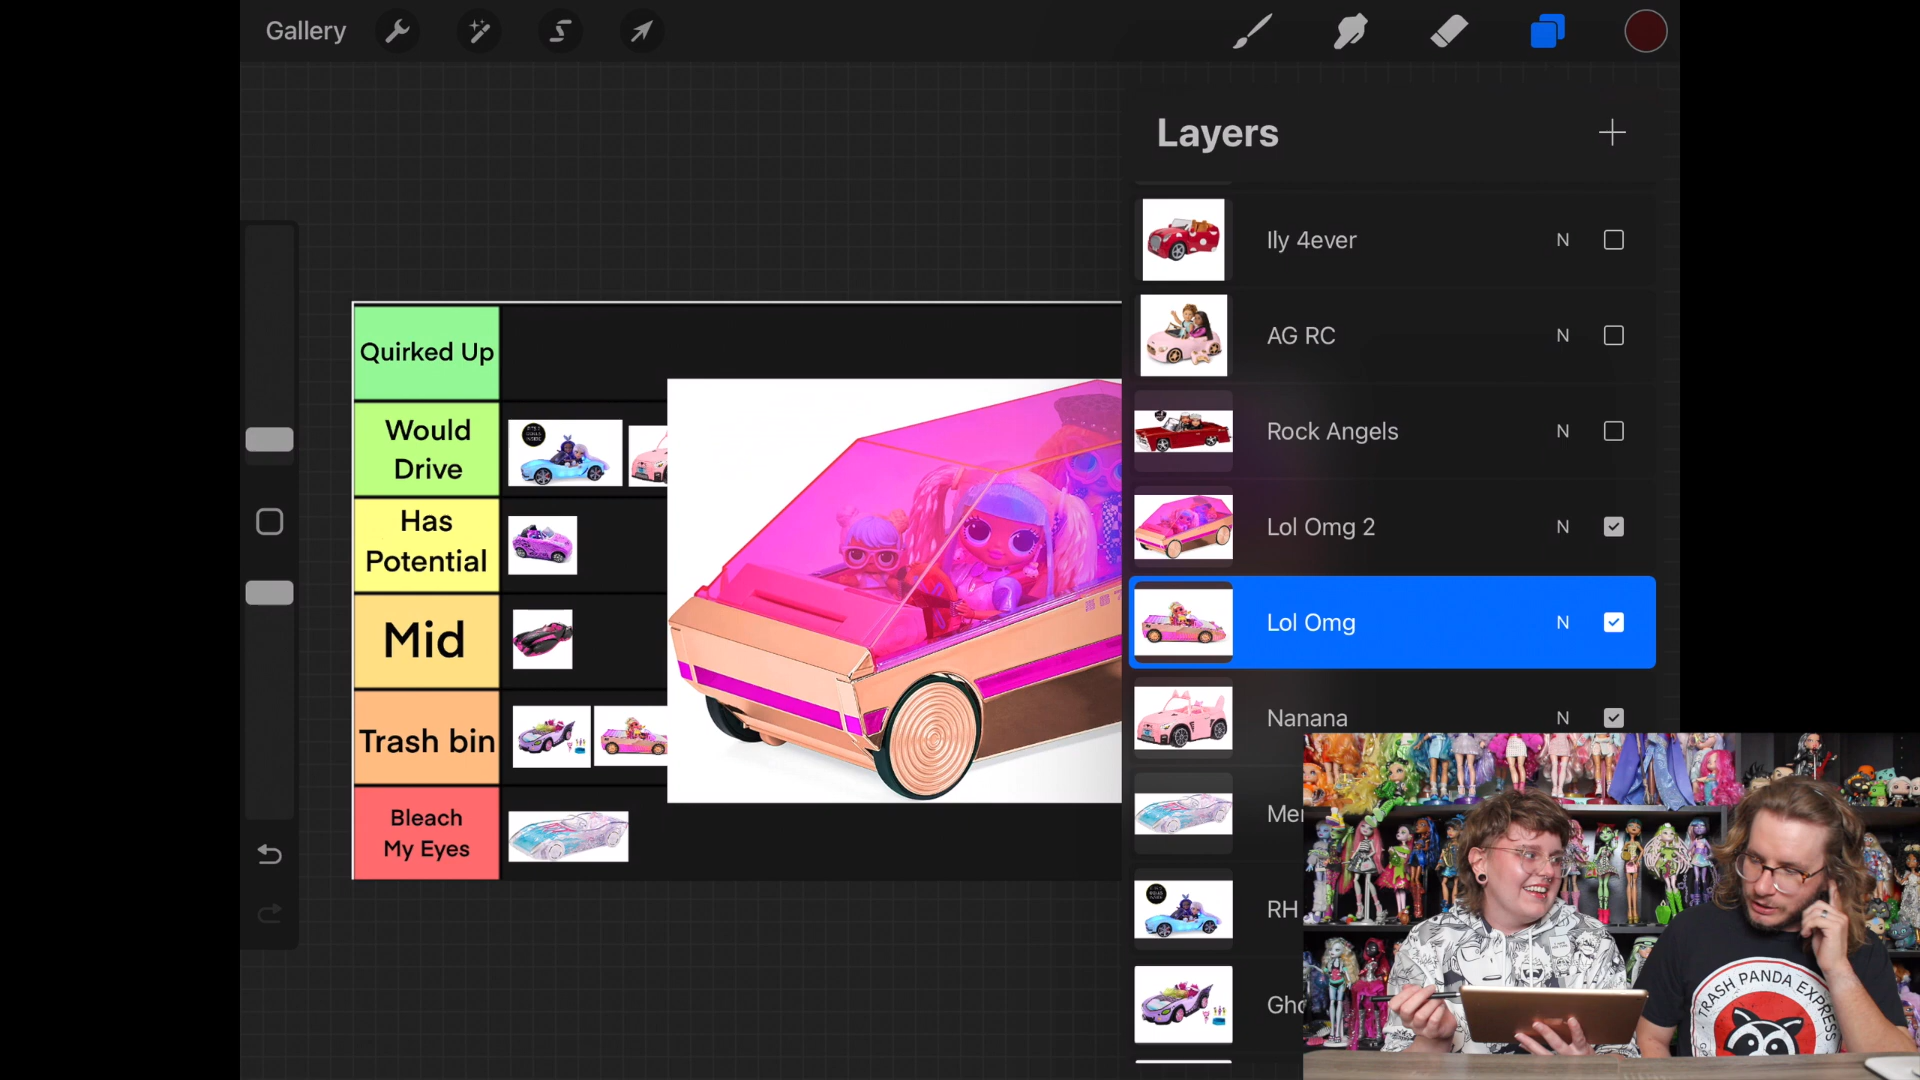 Gallery
Layers
Ily 4ever
N
AG RC
N
Rock Angels
N
Lol Omg 2
N
Lol Omg
N
Nanana
N
RH
Quirked Up
Would
Drive
Has
Potential
Mid
Trash bin
Bleach
My Eyes
TRASH PANDA EXPRESS